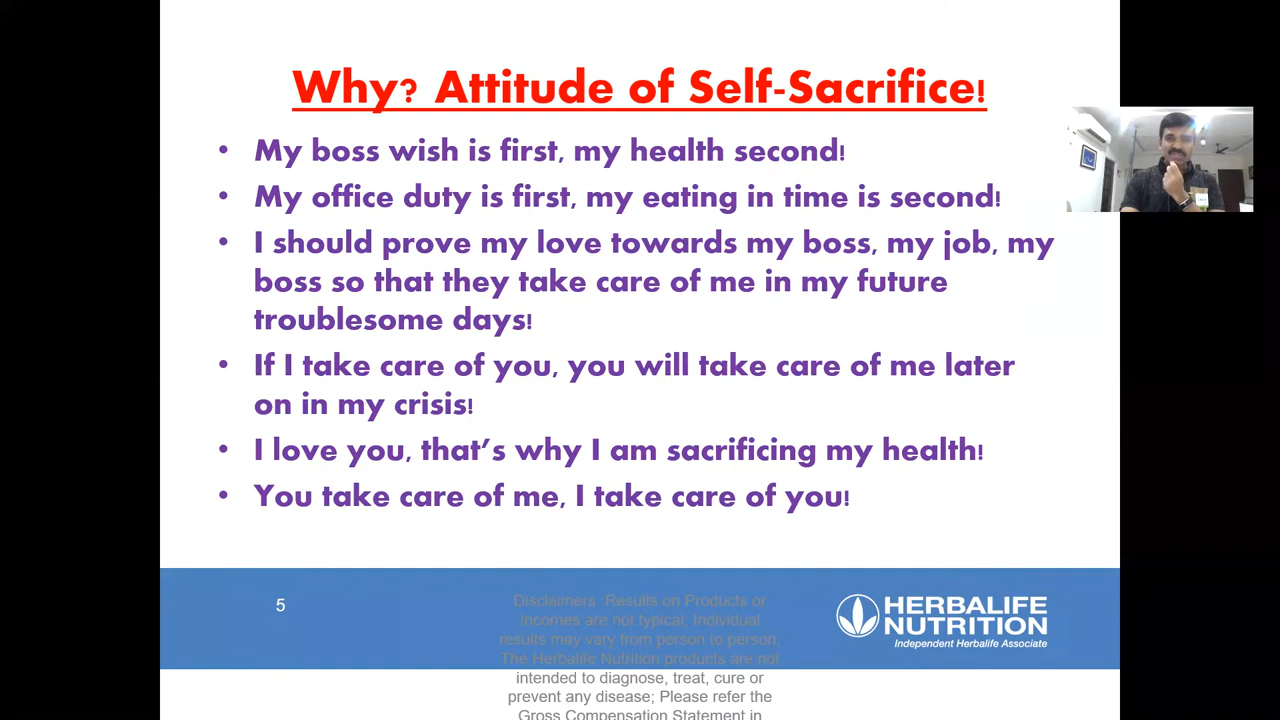 Why? Attitude of Self-Sacrifice!
• My boss wish is first, my health second!
• My office duty is first, my eating in time is second!
• I should prove my love towards my boss, my job, my
boss so that they take care of me in my future
troublesome days!
• If I take care of you, you will take care of me later
on in my crisis!
• I love you, that's why I am sacrificing my health!
• You take care of me, I take care of you!
5
Disclaimers :Results on Products or
Incomes are not typical; Individual
results may vary from person to person,
The Herbalife Nutrition products are not
intended to diagnose, treat, cure or
prevent any disease; Please refer the
Gross Compensation Statement in
HERBALIFE
NUTRITION
Independent Herbalife Associate